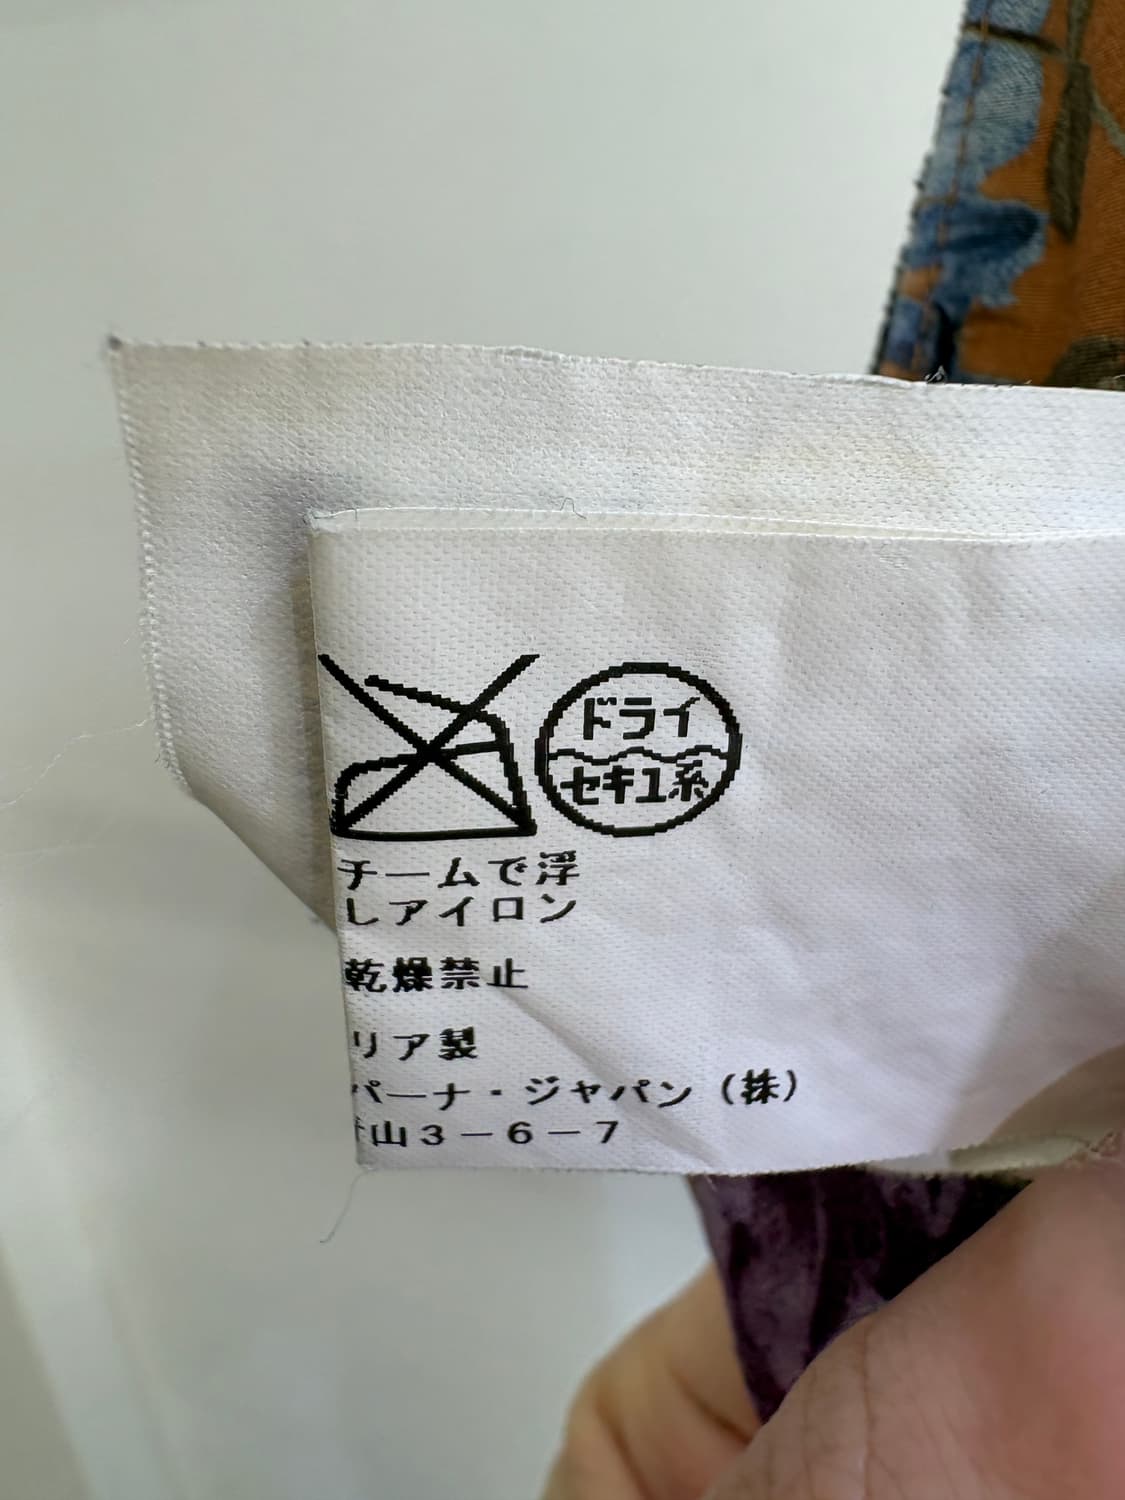 ドライ
セキユ系
チームで浮
しアイロン
乾燥禁止
リア製
パーナ・ジャパン（株）
山3－6－7